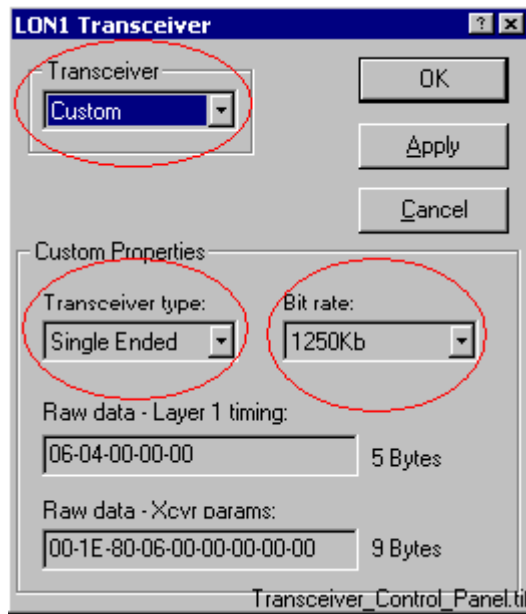 LON1 Transceiver
Transceiver
Custom
OK
Apply
Cancel
Custom Properties
Transceiver type:
Bit rate:
Single Ended
1250Kb
Raw data - Layer 1 timing:
06-04-00-00-00
5 Bytes
Raw data - Xcvr params:
00-1E-80-06-00-00-00-00-00
9 Bytes